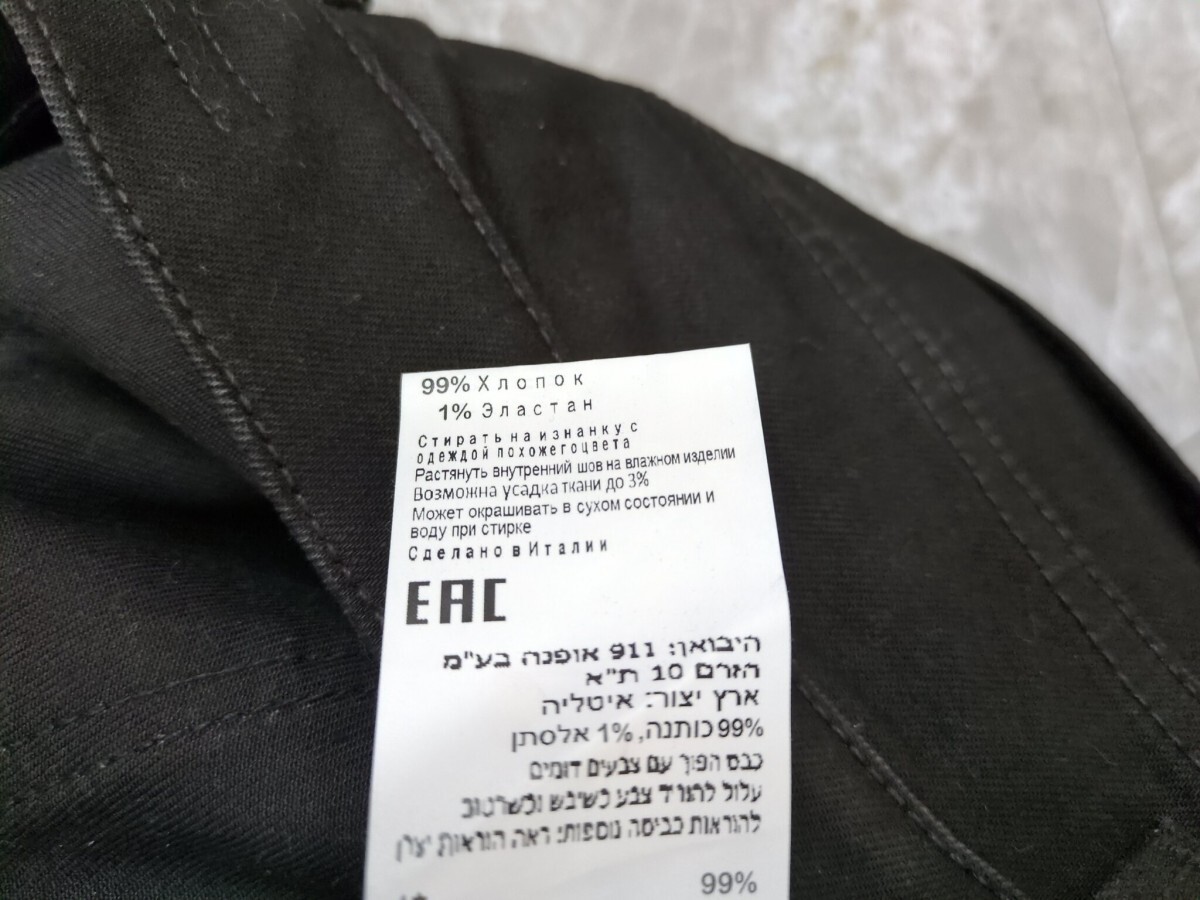 99% Хлопок
1% Эластан
Стирать на изнанку с
одеждой похожего цвета
Растянуть внутренний шов на влажном изделии
Возможна усадка ткани до 3%
Может окрашивать в сухом состоянии и
воду при стирке
Сделано в Италии
EAC
היבואן: 911 אופנה בע"מ
הזרם 10 ת"א
ארץ יצור: איטליה
99% כותנה, 1% אלסתן
כבס הפוך עם צבעים דומים
עלול להוריד צבע כשיבש וכשרטוב
להוראות כביסה נוספות: ראה הוראות יצרן
99%